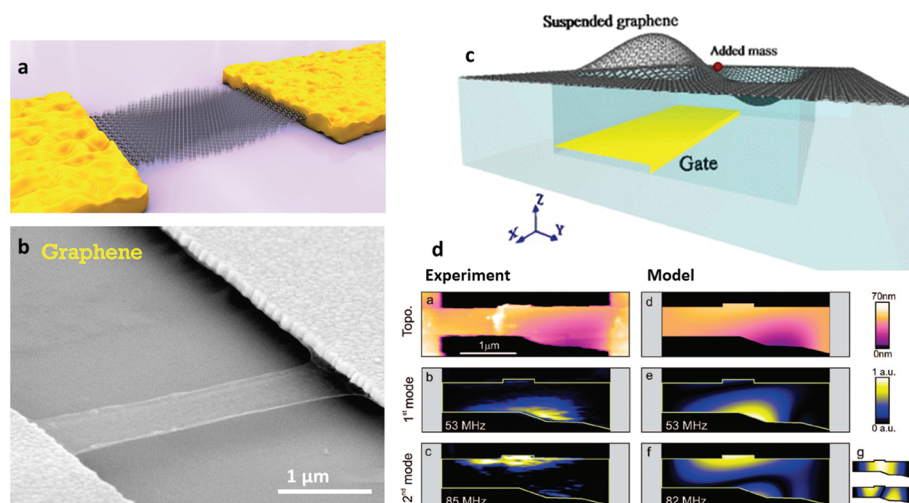 a
b
Graphene
1 μm
c
Suspended graphene
Added mass
Gate
Z
X
Y
d
Experiment
Model
Topo.
a
1μm
d
70nm
0nm
1st mode
b
53 MHz
e
53 MHz
1 a.u.
0 a.u.
2nd mode
c
85 MHz
f
82 MHz
g